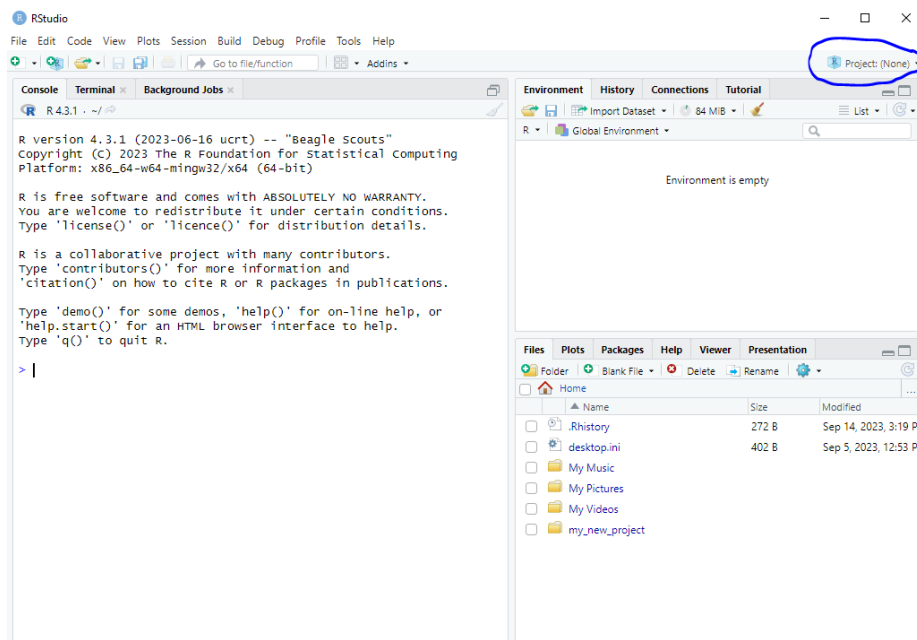 RStudio
File Edit Code View Plots Session Build Debug Profile Tools Help
Go to file/function Addins Project: (None)
Console Terminal Background Jobs
R 4.3.1 · ~/
R version 4.3.1 (2023-06-16 ucrt) -- "Beagle Scouts"
Copyright (C) 2023 The R Foundation for Statistical Computing
Platform: x86_64-w64-mingw32/x64 (64-bit)
R is free software and comes with ABSOLUTELY NO WARRANTY.
You are welcome to redistribute it under certain conditions.
Type 'license()' or 'licence()' for distribution details.
R is a collaborative project with many contributors.
Type 'contributors()' for more information and
'citation()' on how to cite R or R packages in publications.
Type 'demo()' for some demos, 'help()' for on-line help, or
'help.start()' for an HTML browser interface to help.
Type 'q()' to quit R.
>
Environment History Connections Tutorial
Import Dataset 84 MiB List
R Global Environment
Environment is empty
Files Plots Packages Help Viewer Presentation
Folder Blank File Delete Rename
Home ...
Name Size Modified
.Rhistory 272 B Sep 14, 2023, 3:19 P
desktop.ini 402 B Sep 5, 2023, 12:53 P
My Music
My Pictures
My Videos
my_new_project